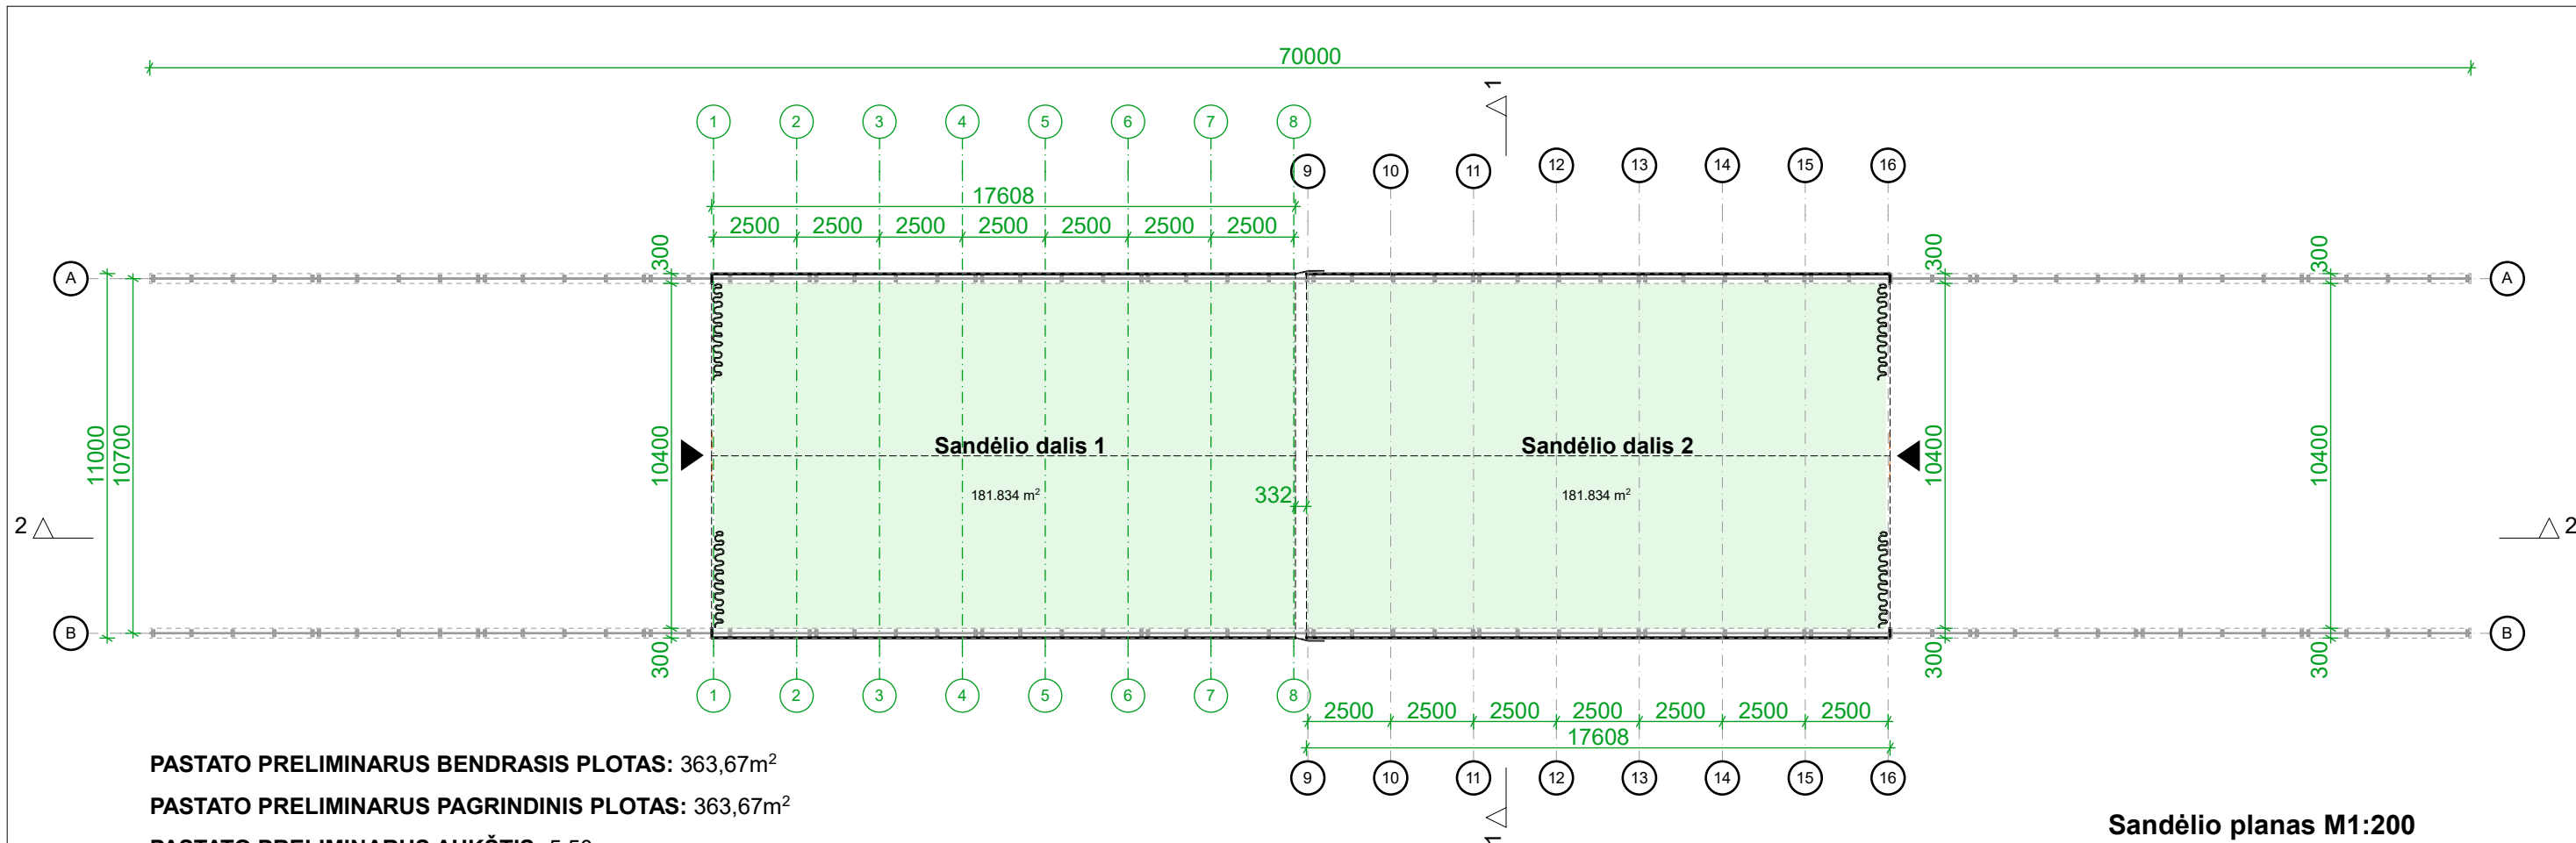 70000
1
1 2 3 4 5 6 7 8
9 10 11 12 13 14 15 16
17608
2500 2500 2500 2500 2500 2500 2500
300 300 300
A A
11000 10700 10400 10400 10400
Sandėlio dalis 1 Sandėlio dalis 2
181.834 m² 332 181.834 m²
2 2
B B
300 300 300
1 2 3 4 5 6 7 8
2500 2500 2500 2500 2500 2500 2500
17608
9 10 11 12 13 14 15 16
1
PASTATO PRELIMINARUS BENDRASIS PLOTAS: 363,67m²
PASTATO PRELIMINARUS PAGRINDINIS PLOTAS: 363,67m²
Sandėlio planas M1:200